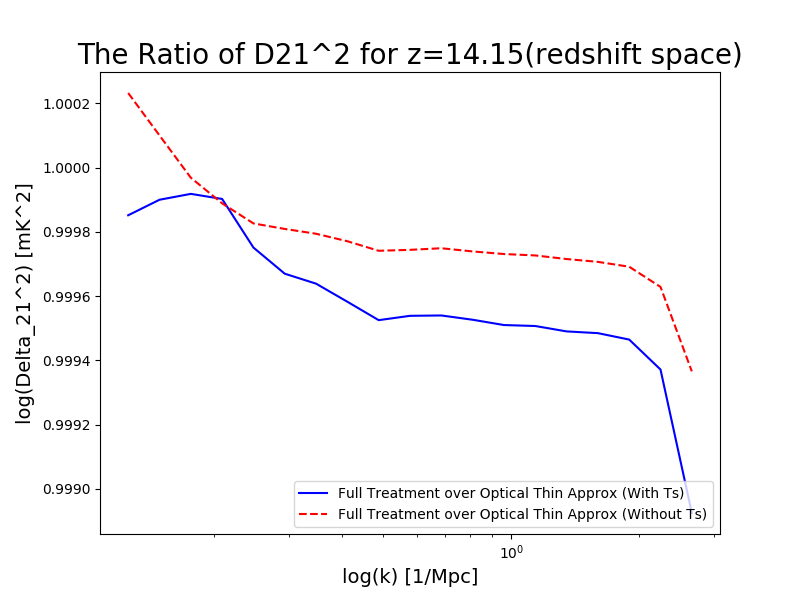 The Ratio of D21^2 for z=14.15(redshift space)
log(Delta_21^2) [mK^2]
1.0002
1.0000
0.9998
0.9996
0.9994
0.9992
0.9990
Full Treatment over Optical Thin Approx (With Ts)
Full Treatment over Optical Thin Approx (Without Ts)
10^0
log(k) [1/Mpc]